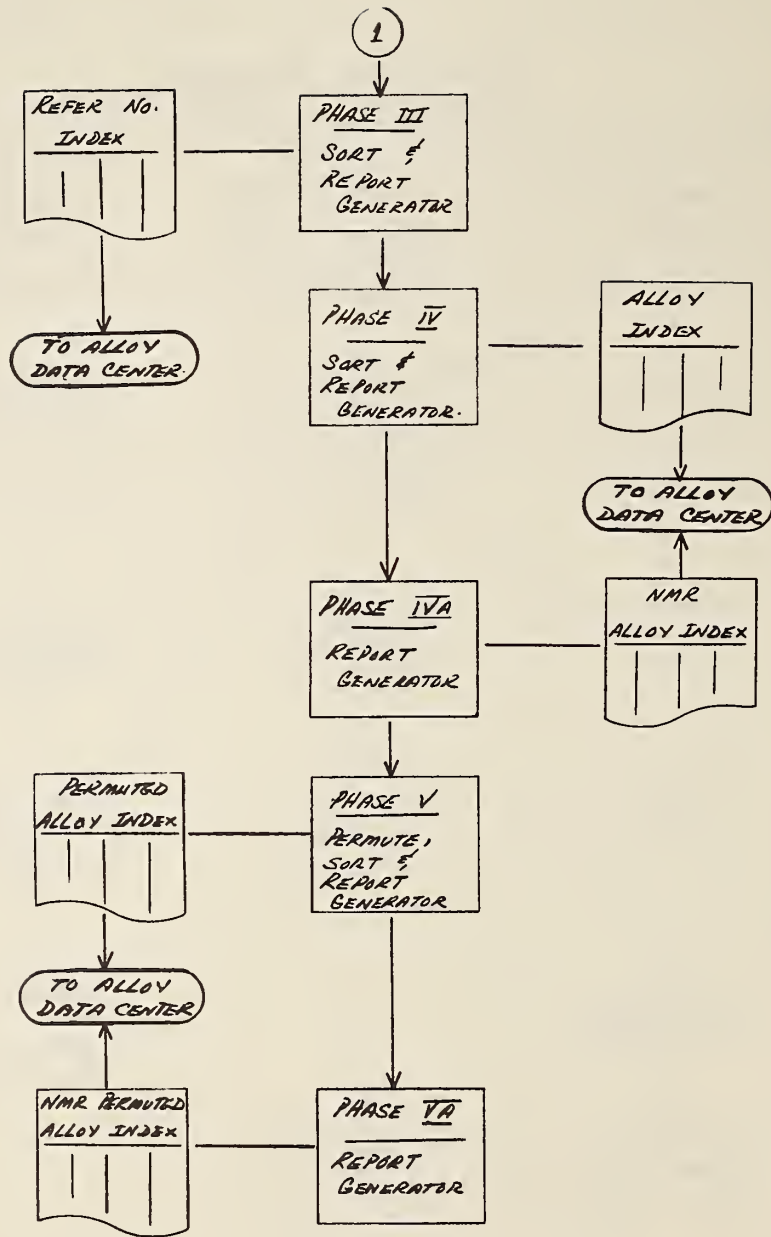 1
REFER NO.
INDEX
PHASE III
SORT &
REPORT
GENERATOR
TO ALLOY
DATA CENTER.
PHASE IV
SORT &
REPORT
GENERATOR.
ALLOY
INDEX
TO ALLOY
DATA CENTER
PHASE IVA
REPORT
GENERATOR
NMR
ALLOY INDEX
PERMUTED
ALLOY INDEX
PHASE V
PERMUTE,
SORT &
REPORT
GENERATOR
TO ALLOY
DATA CENTER
NMR PERMUTED
ALLOY INDEX
PHASE VA
REPORT
GENERATOR